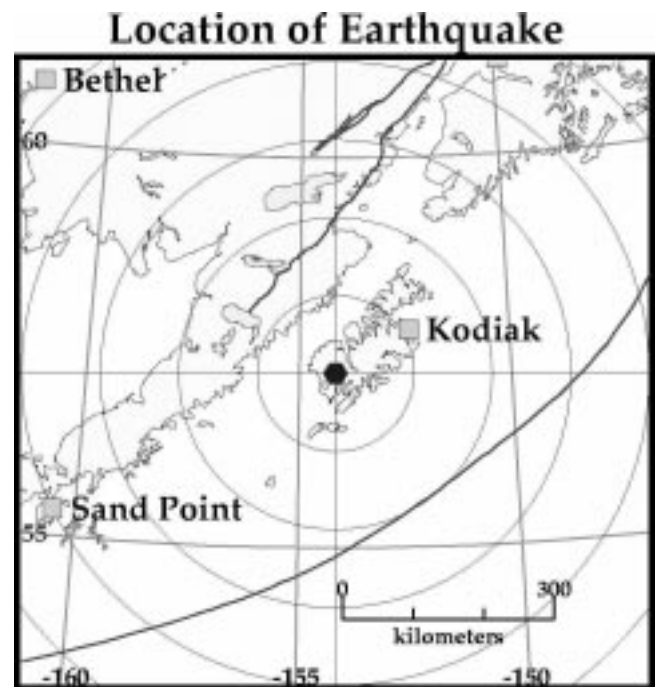 Location of Earthquake
Bethel
60
Kodiak
Sand Point
55
0 300
kilometers
-160 -155 -150